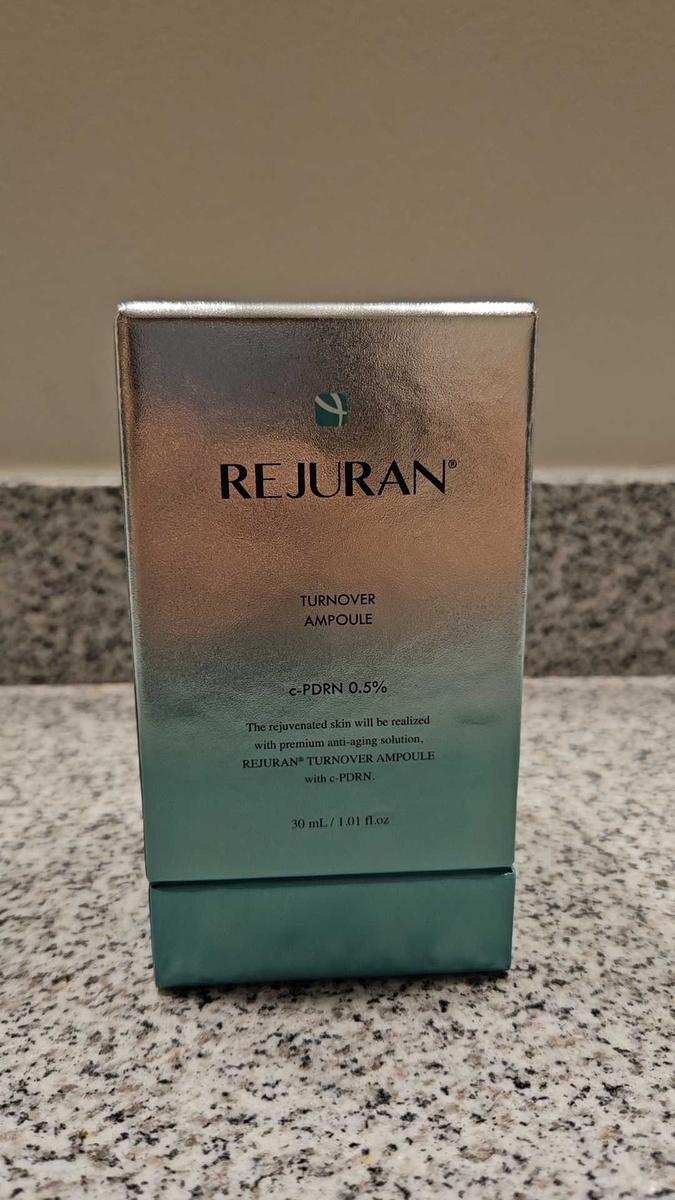 REJURAN®
TURNOVER
AMPOULE
c-PDRN 0.5%
The rejuvenated skin will be realized
with premium anti-aging solution,
REJURAN® TURNOVER AMPOULE
with c-PDRN.
30 mL / 1.01 fl.oz